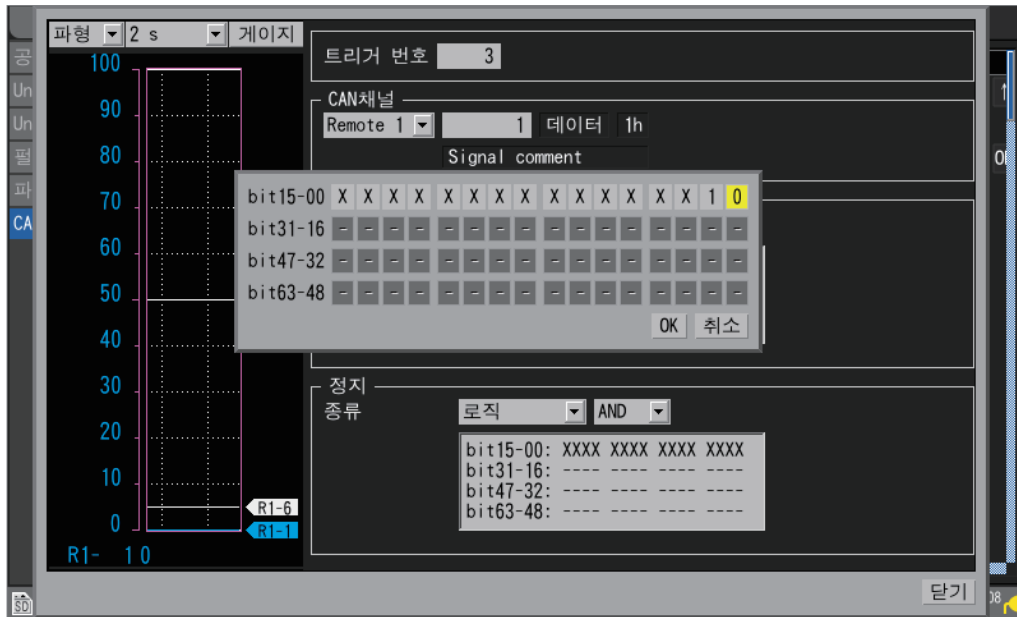 파형 2 s 게이지
100
90
80
70
60
50
40
30
20
10
0
R1-6
R1-1
R1- 10
트리거 번호 3
CAN채널
Remote 1 1 데이터 1h
Signal comment
bit15-00 X X X X X X X X X X X X X X 1 0
bit31-16 - - - - - - - - - - - - - - - -
bit47-32 - - - - - - - - - - - - - - - -
bit63-48 - - - - - - - - - - - - - - - -
OK 취소
정지
종류 로직 AND
bit15-00: XXXX XXXX XXXX XXXX
bit31-16: ---- ---- ---- ----
bit47-32: ---- ---- ---- ----
bit63-48: ---- ---- ---- ----
닫기
공
Un
Un
펄
파
CA
SD